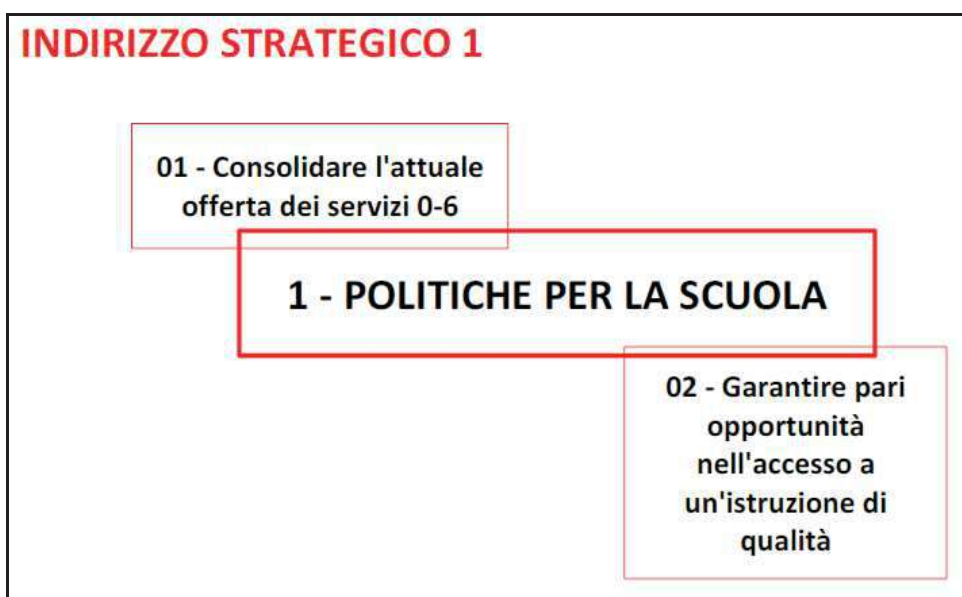 INDIRIZZO STRATEGICO 1
01 - Consolidare l'attuale
offerta dei servizi 0-6
1 - POLITICHE PER LA SCUOLA
02 - Garantire pari
opportunità
nell'accesso a
un'istruzione di
qualità